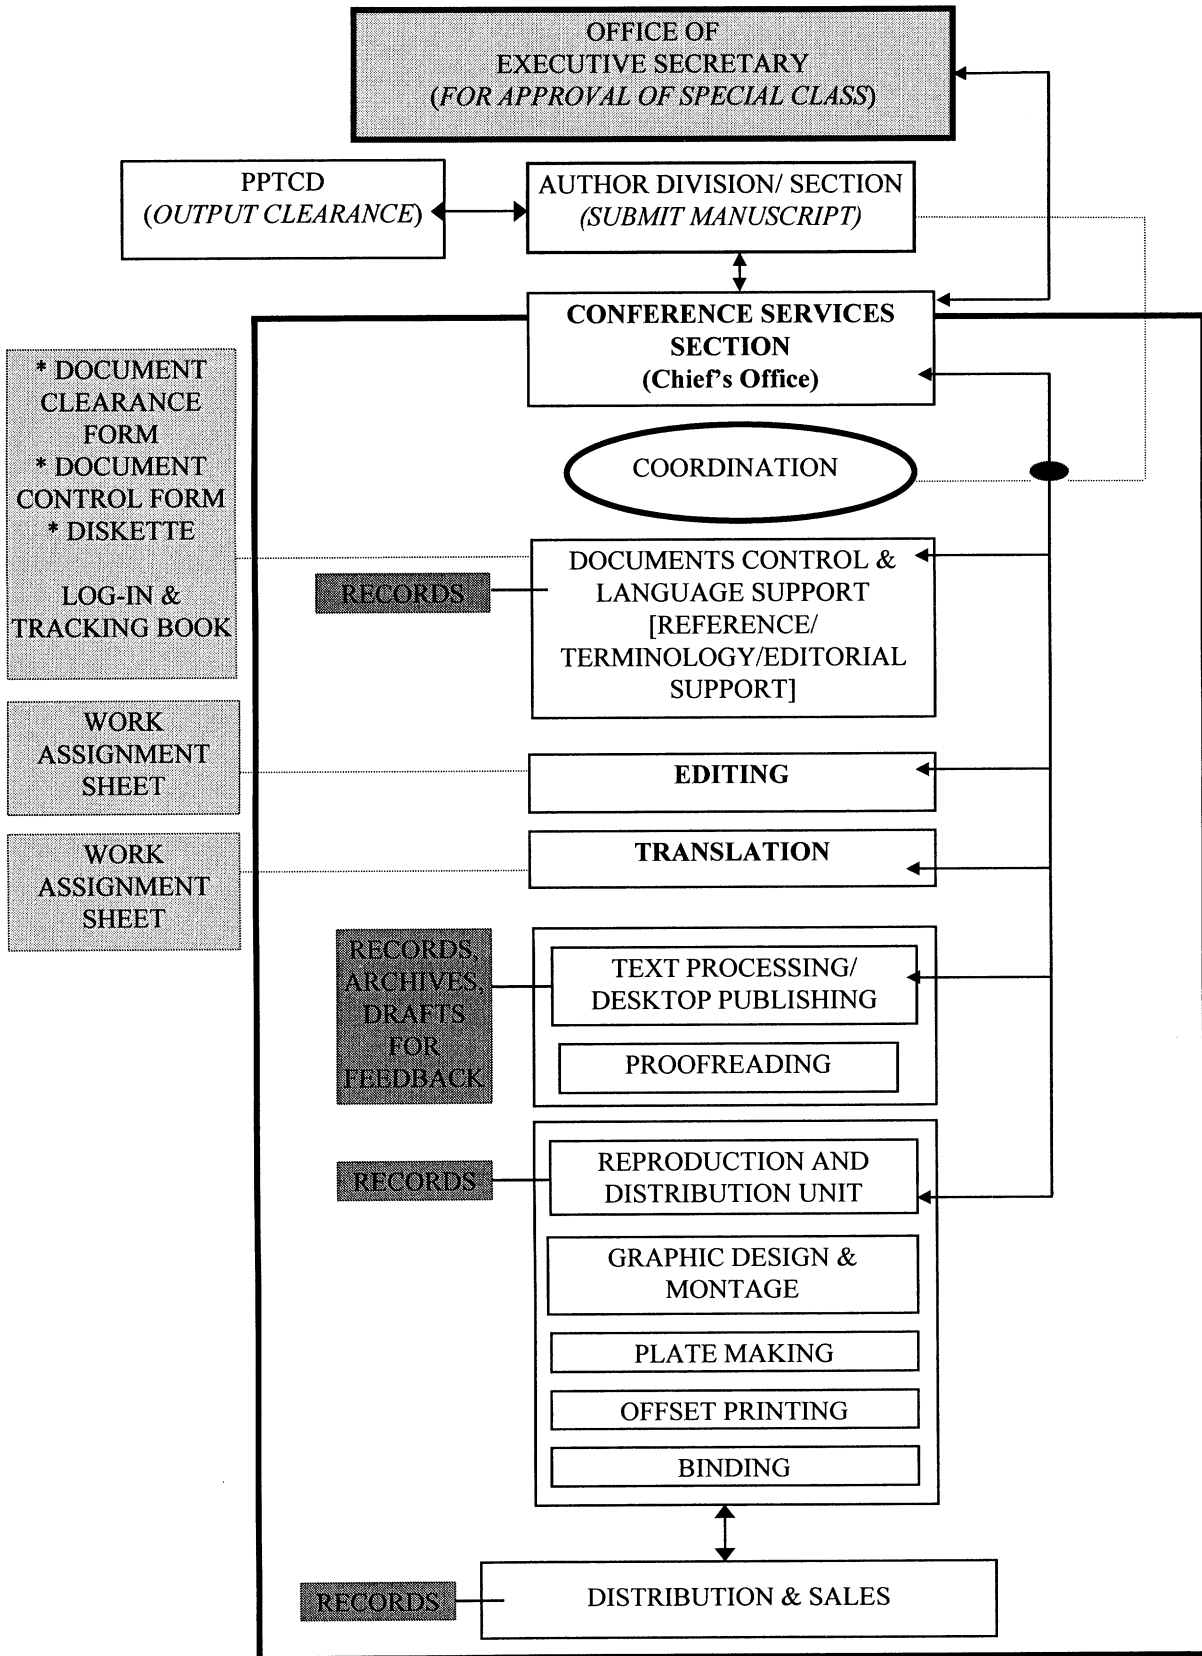 OFFICE OF
EXECUTIVE SECRETARY
(FOR APPROVAL OF SPECIAL CLASS)
PPTCD
(OUTPUT CLEARANCE)
AUTHOR DIVISION/ SECTION
(SUBMIT MANUSCRIPT)
CONFERENCE SERVICES
SECTION
(Chief's Office)
* DOCUMENT
CLEARANCE
FORM
* DOCUMENT
CONTROL FORM
* DISKETTE
LOG-IN &
TRACKING BOOK
COORDINATION
RECORDS
DOCUMENTS CONTROL &
LANGUAGE SUPPORT
[REFERENCE/
TERMINOLOGY/EDITORIAL
SUPPORT]
WORK
ASSIGNMENT
SHEET
EDITING
WORK
ASSIGNMENT
SHEET
TRANSLATION
RECORDS,
ARCHIVES,
DRAFTS
FOR
FEEDBACK
TEXT PROCESSING/
DESKTOP PUBLISHING
PROOFREADING
RECORDS
REPRODUCTION AND
DISTRIBUTION UNIT
GRAPHIC DESIGN &
MONTAGE
PLATE MAKING
OFFSET PRINTING
BINDING
RECORDS
DISTRIBUTION & SALES